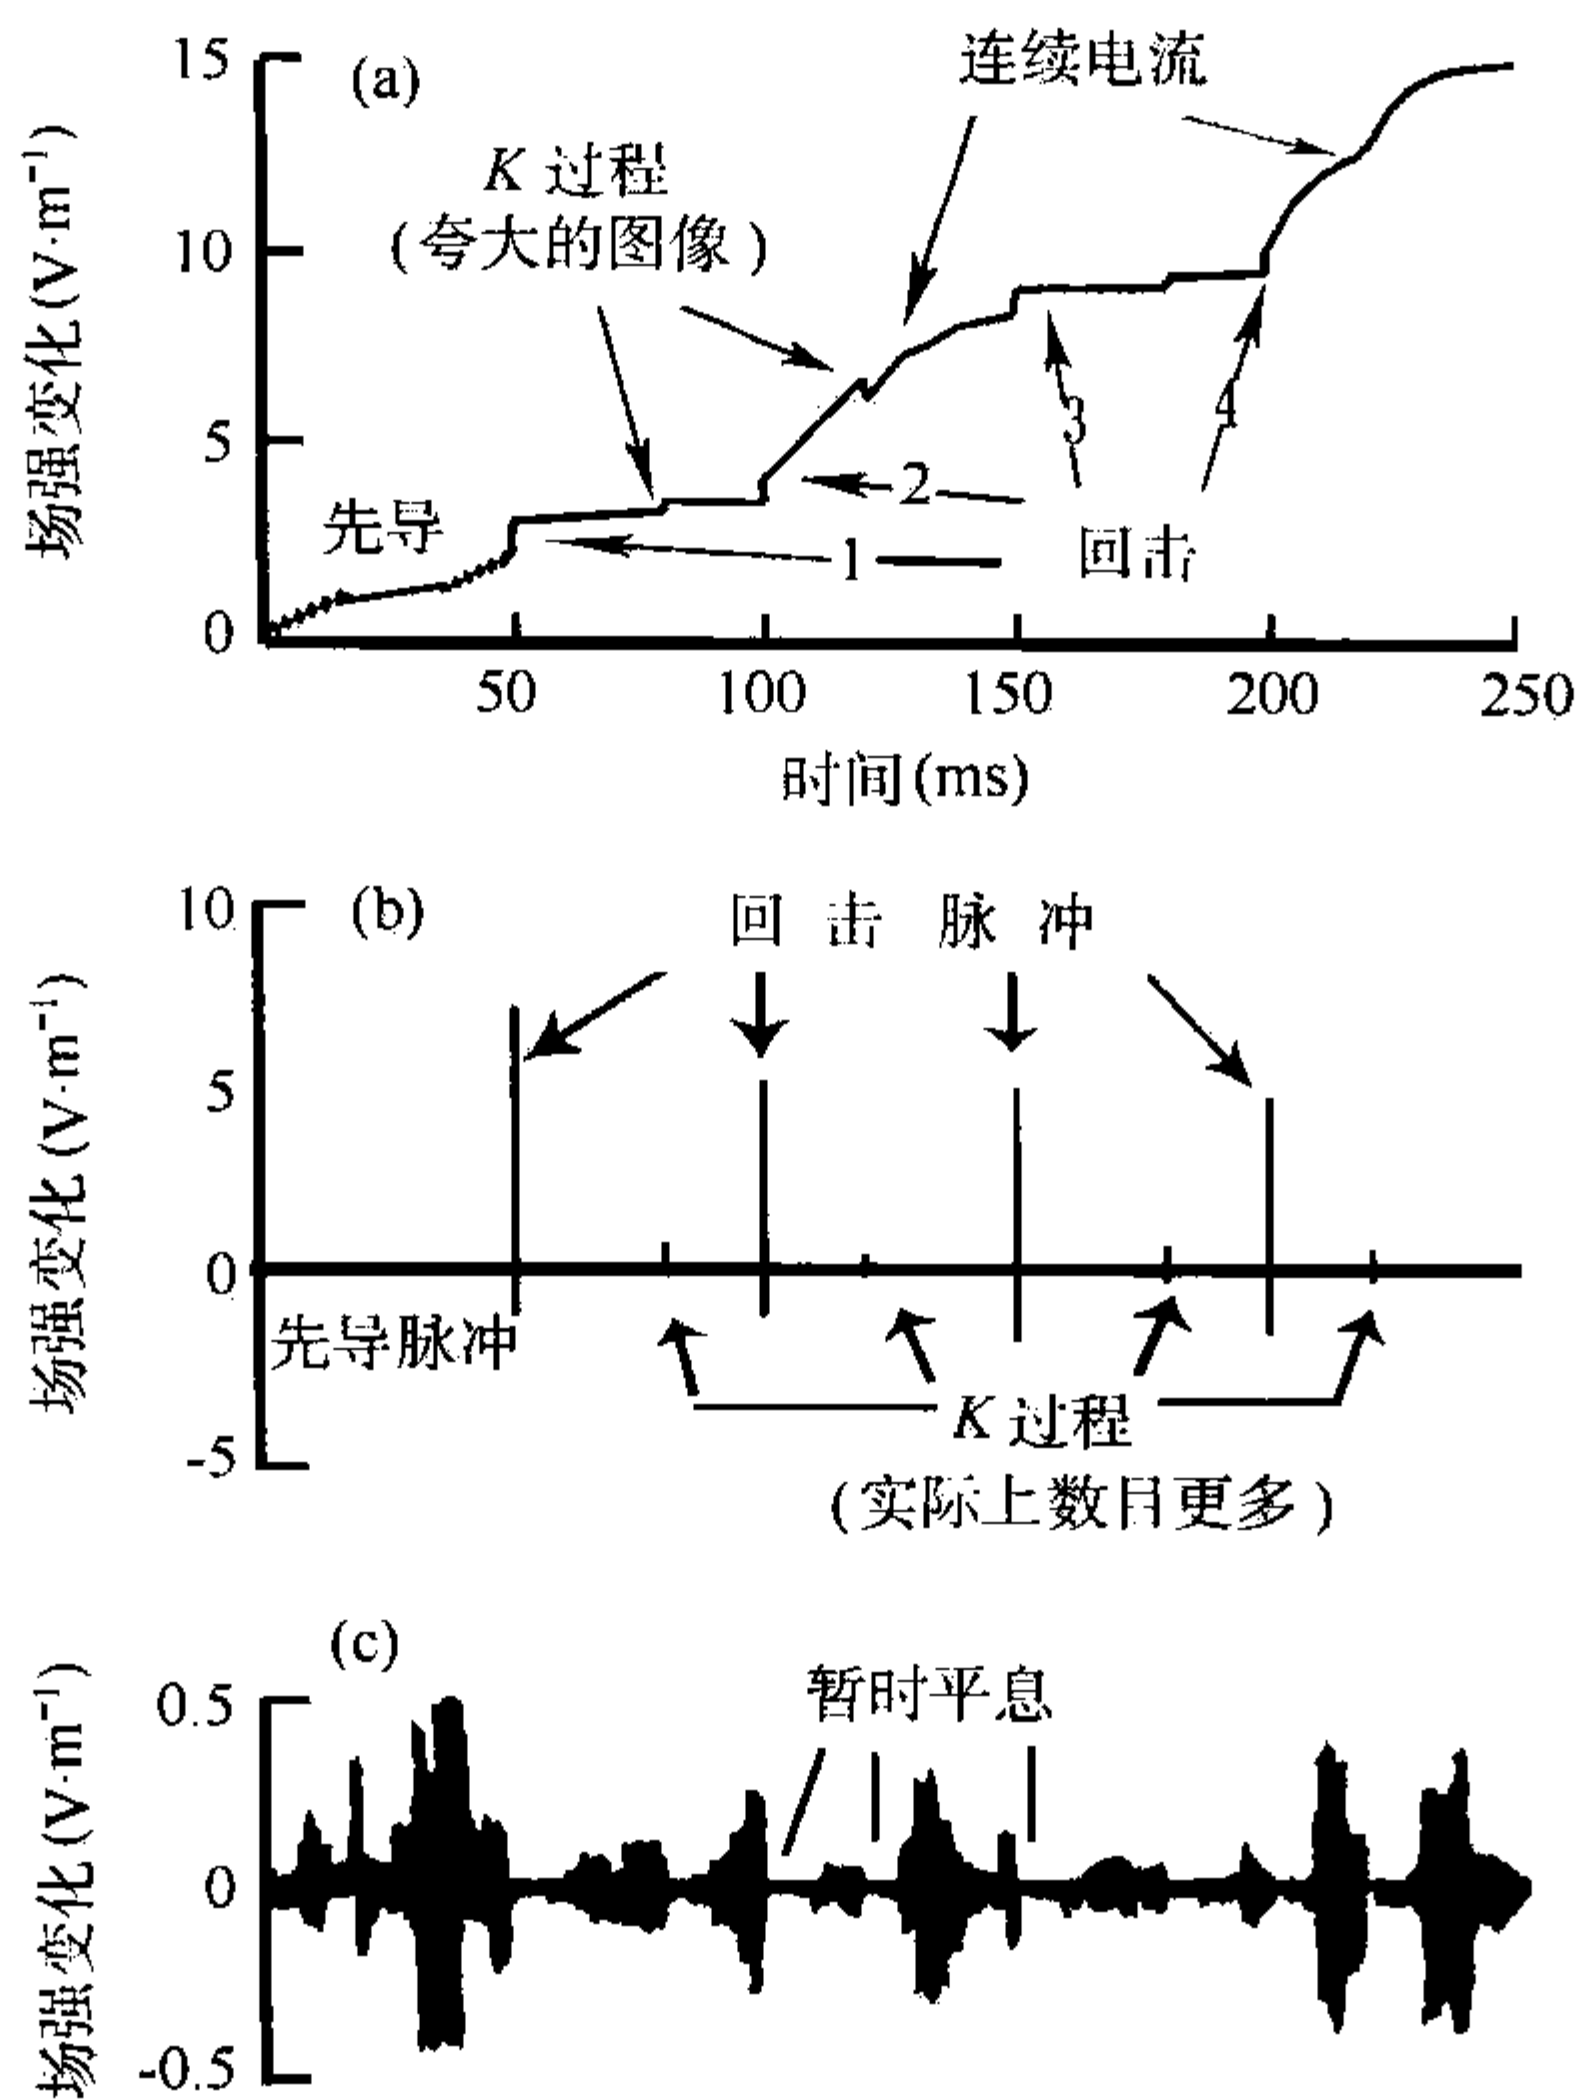 (a)
连续电流
K 过程
(夸大的图像)
先导
1
2
3
4
回击
15
10
5
0
场强变化(V·m⁻¹)
50 100 150 200 250
时间(ms)
(b)
回 击 脉 冲
10
5
0
-5
场强变化(V·m⁻¹)
先导脉冲
K 过程
(实际上数目更多)
(c)
暂时平息
0.5
0
-0.5
场强变化(V·m⁻¹)